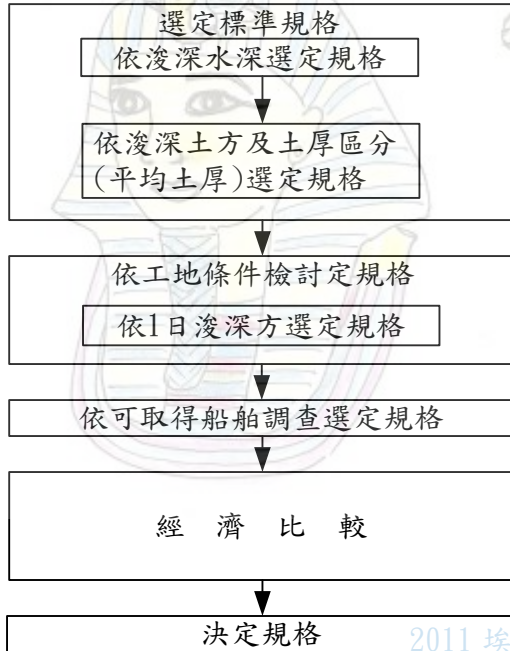 選定標準規格
依浚深水深選定規格
依浚深土方及土厚區分
(平均土厚)選定規格
依工地條件檢討定規格
依1日浚深方選定規格
依可取得船舶調查選定規格
經 濟 比 較
決定規格
2011 埃